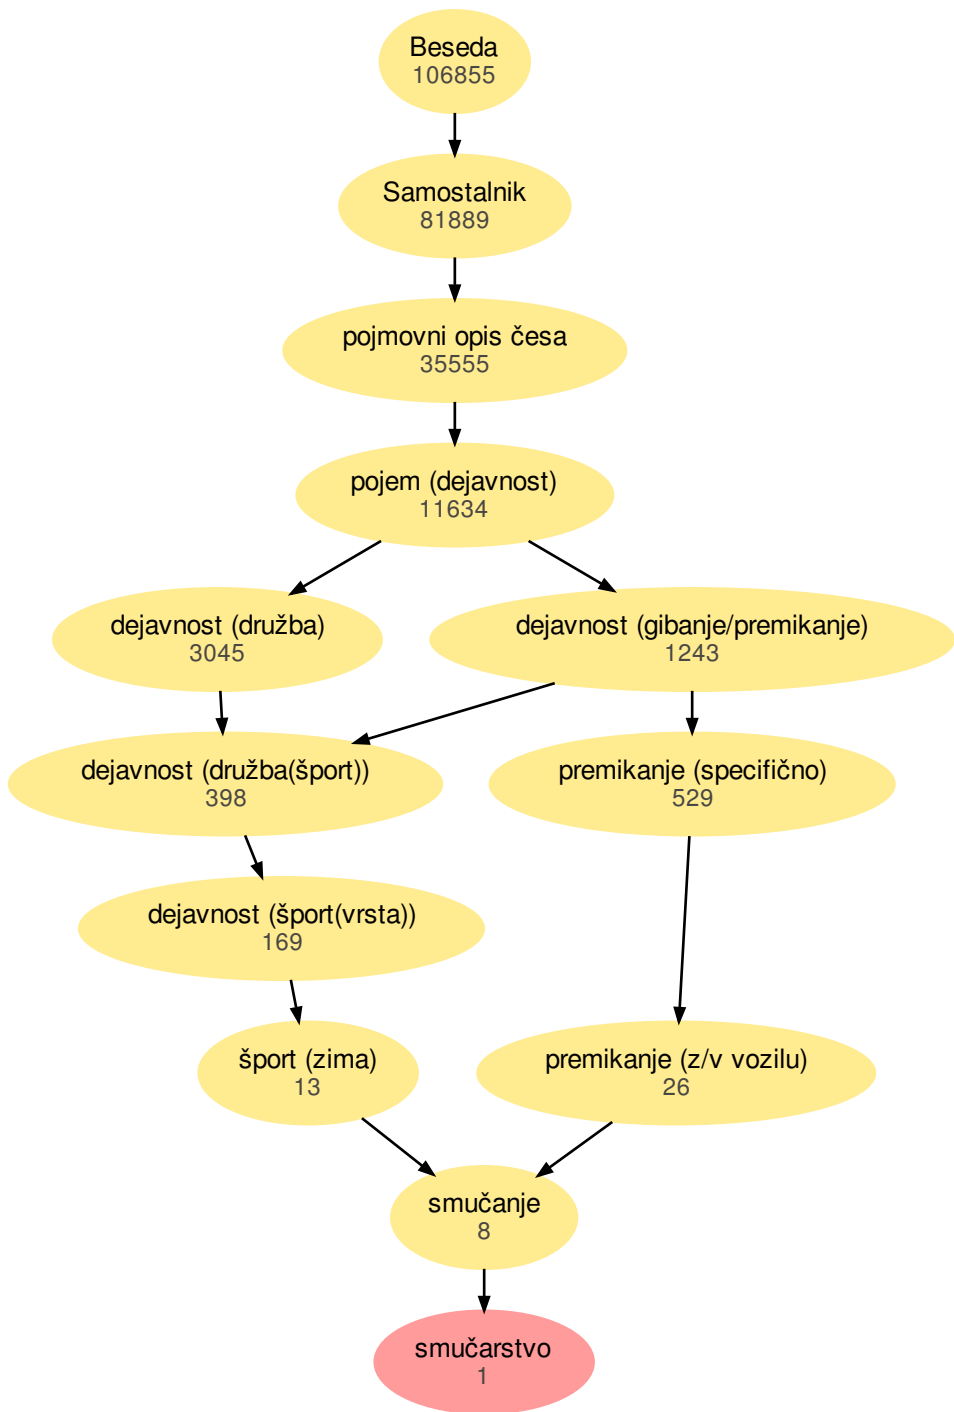 Beseda
106855
Samostalnik
81889
pojmovni opis česa
35555
pojem (dejavnost)
11634
dejavnost (družba)
3045
dejavnost (gibanje/premikanje)
1243
dejavnost (družba(šport))
398
premikanje (specifično)
529
dejavnost (šport(vrsta))
169
šport (zima)
13
premikanje (z/v vozilu)
26
smučanje
8
smučarstvo
1